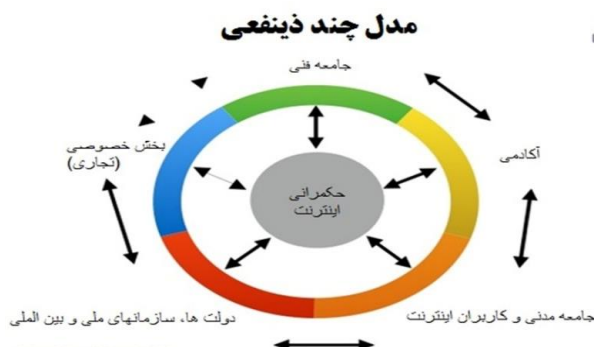 مدل چند ذینفعی
جامعه فنی
بخش خصوصی
(تجاری)
آکادمی
حکمرانی
اینترنت
دولت ها، سازمانهای ملی و بین المللی
جامعه مدنی و کاربران اینترنت